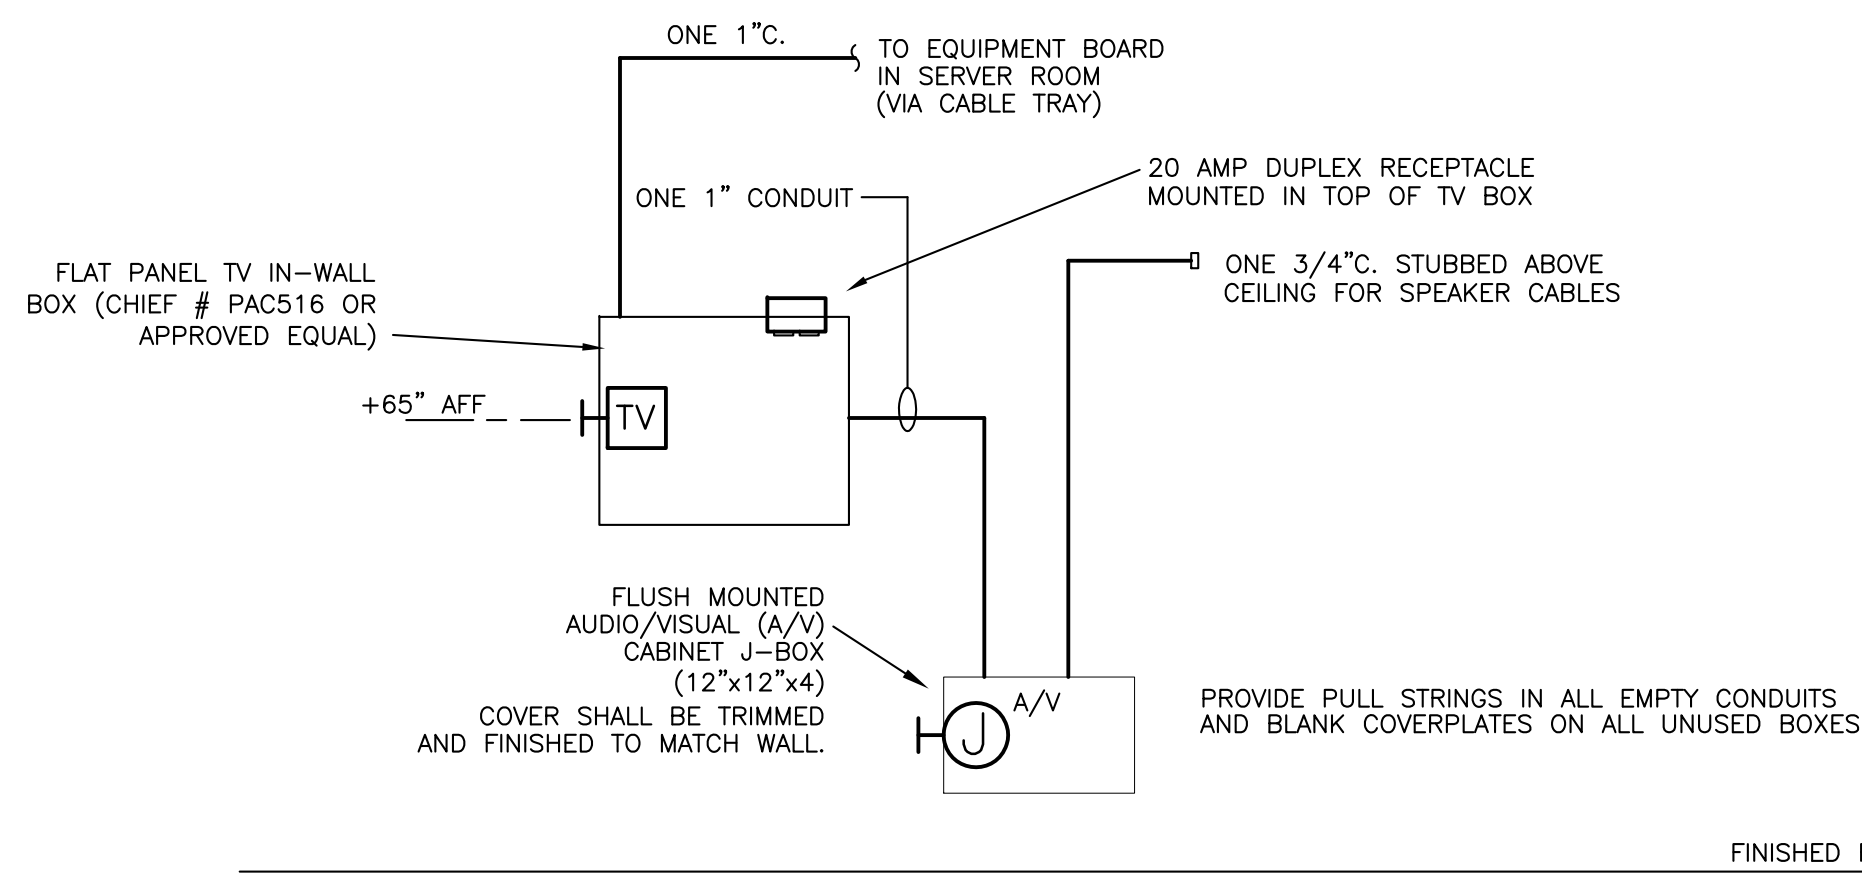 ONE 1"C.
TO EQUIPMENT BOARD
IN SERVER ROOM
(VIA CABLE TRAY)
20 AMP DUPLEX RECEPTACLE
MOUNTED IN TOP OF TV BOX
ONE 1" CONDUIT
FLAT PANEL TV IN-WALL
BOX (CHIEF # PAC516 OR
APPROVED EQUAL)
ONE 3/4"C. STUBBED ABOVE
CEILING FOR SPEAKER CABLES
+65" AFF
TV
FLUSH MOUNTED
AUDIO/VISUAL (A/V)
CABINET J-BOX
(12"x12"x4)
COVER SHALL BE TRIMMED
AND FINISHED TO MATCH WALL.
A/V
J
PROVIDE PULL STRINGS IN ALL EMPTY CONDUITS
AND BLANK COVERPLATES ON ALL UNUSED BOXES
FINISHED